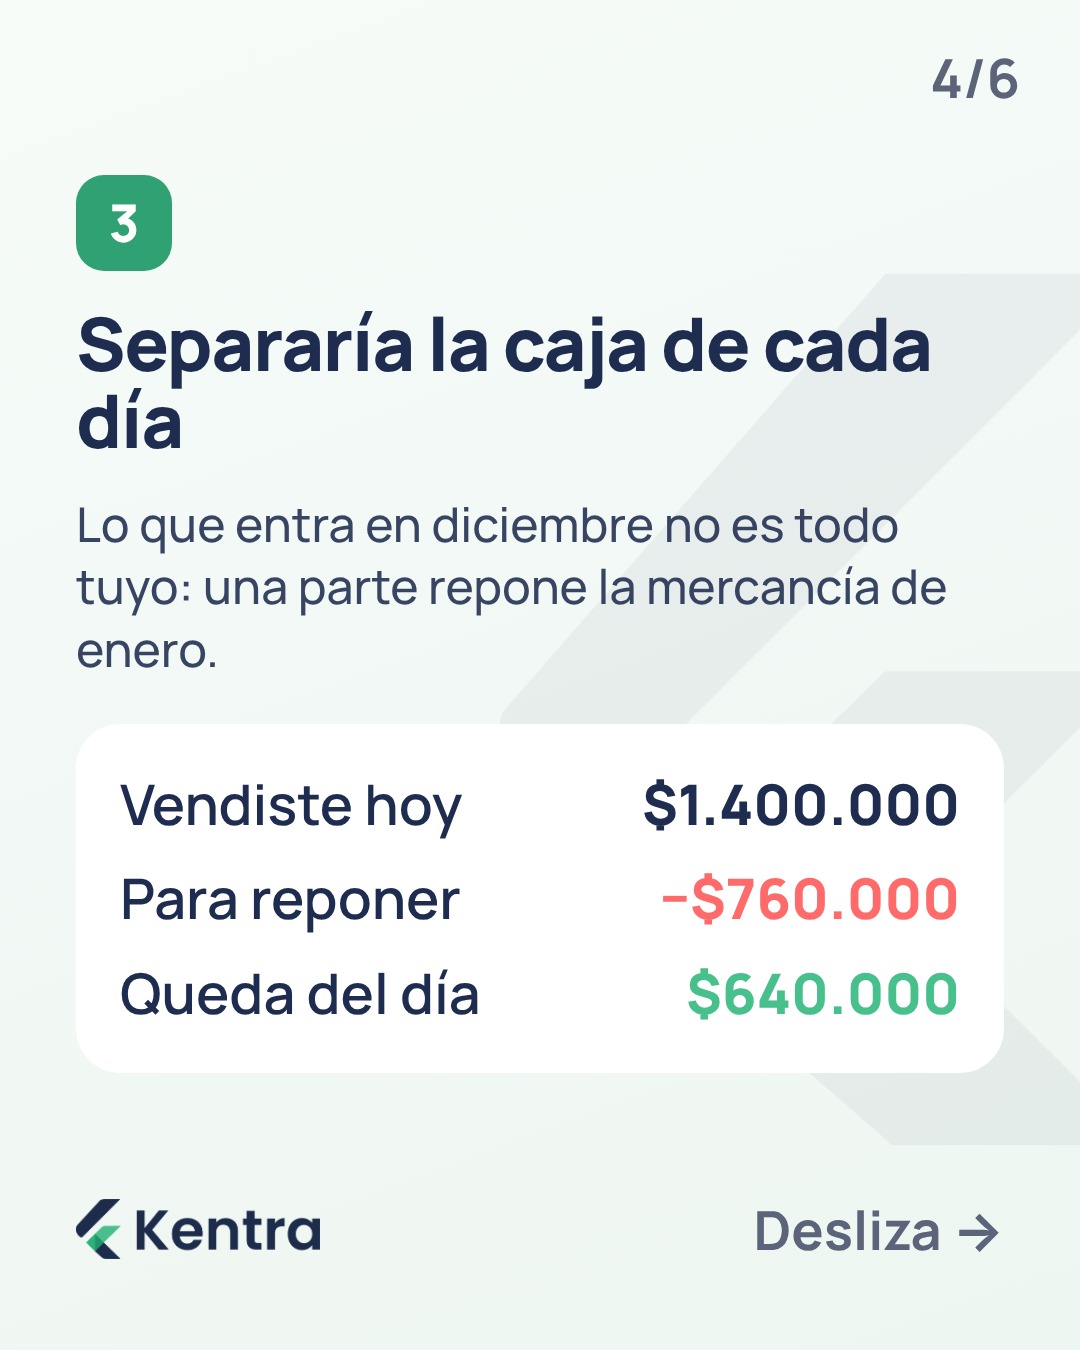 4/6
3
Separaría la caja de cada
día
Lo que entra en diciembre no es todo
tuyo: una parte repone la mercancía de
enero.
Vendiste hoy $1.400.000
Para reponer −$760.000
Queda del día $640.000
Kentra
Desliza →